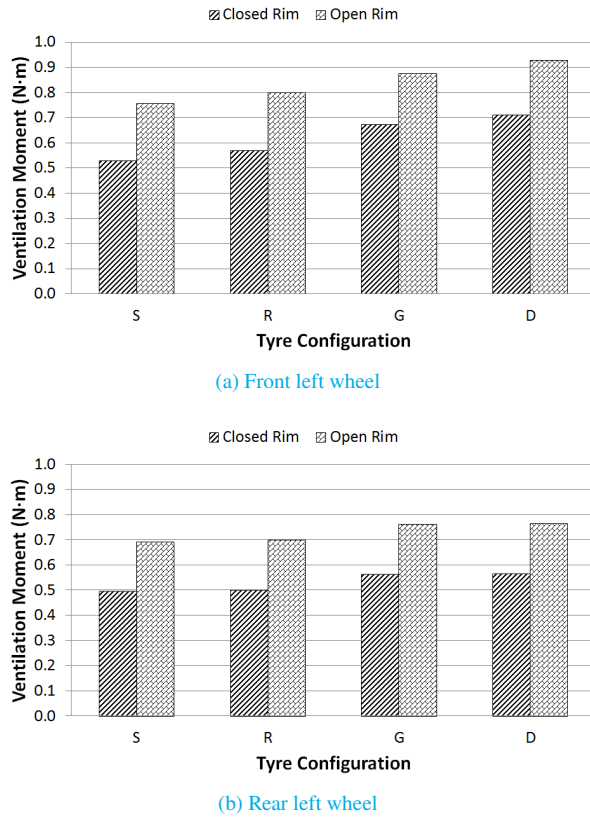 Closed Rim Open Rim
1.0
0.9
0.8
0.7
0.6
0.5
0.4
0.3
0.2
0.1
0.0
Ventilation Moment (N·m)
S R G D
Tyre Configuration
(a) Front left wheel
Closed Rim Open Rim
1.0
0.9
0.8
0.7
0.6
0.5
0.4
0.3
0.2
0.1
0.0
Ventilation Moment (N·m)
S R G D
Tyre Configuration
(b) Rear left wheel